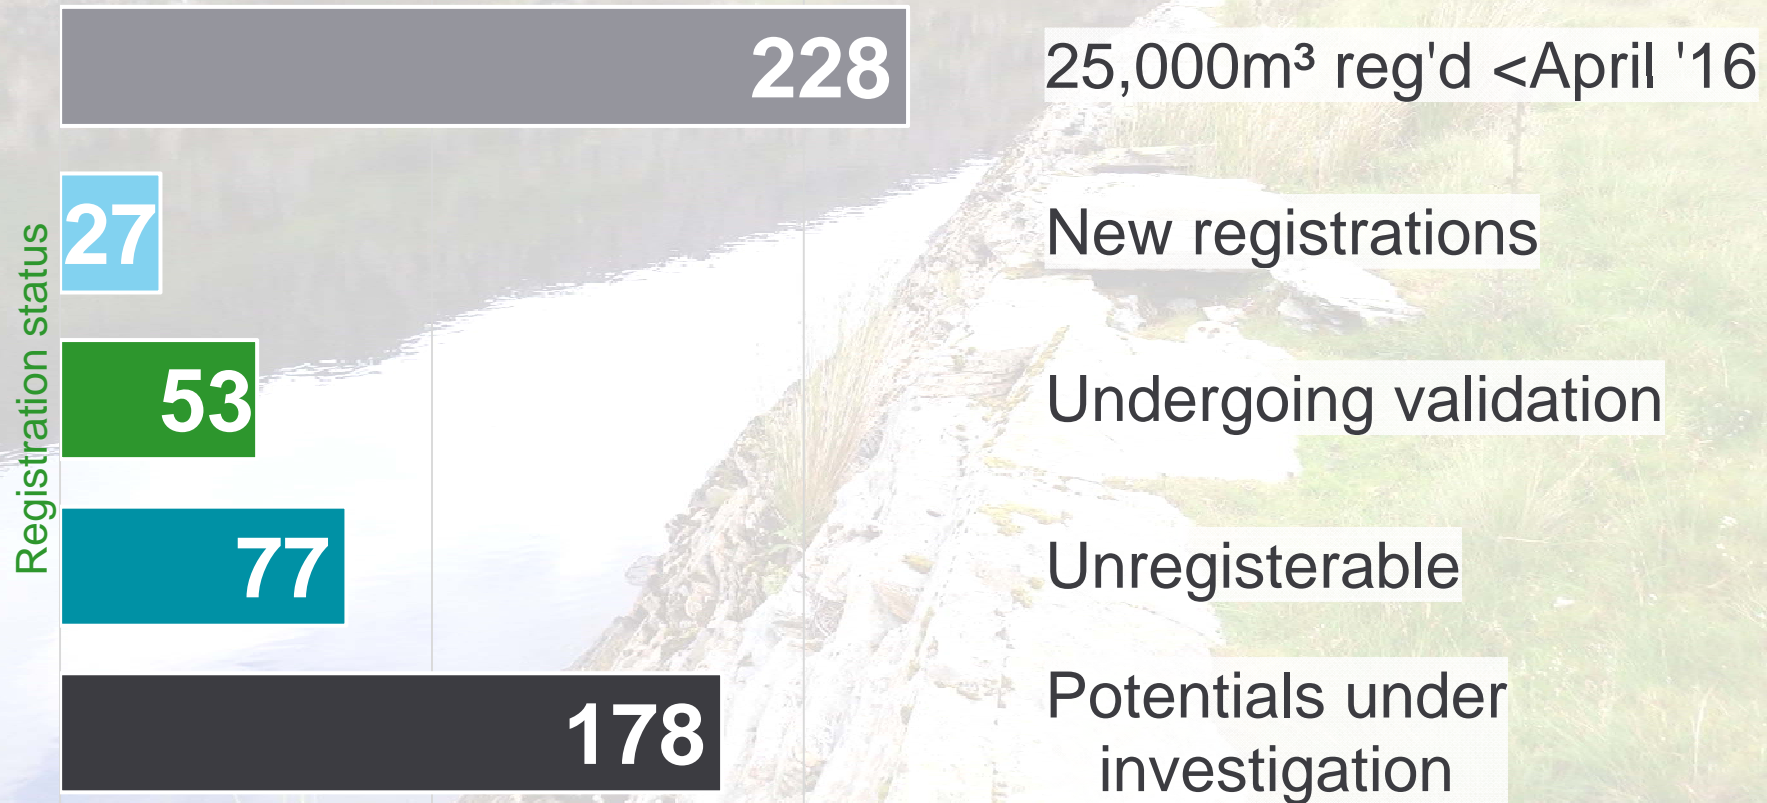 228
25,000m³ reg'd <April '16
27
New registrations
53
Undergoing validation
77
Unregisterable
178
Potentials under
investigation
Registration status